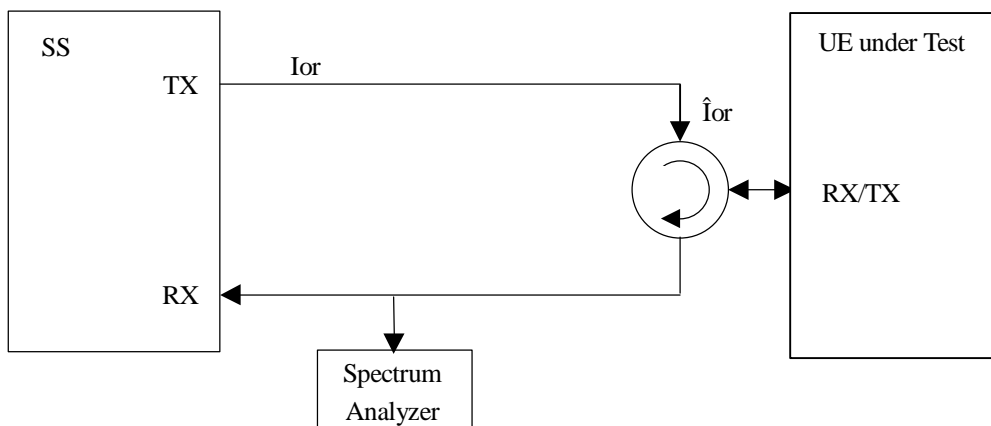 SS
UE under Test
TX
Ior
Îor
RX/TX
RX
Spectrum
Analyzer